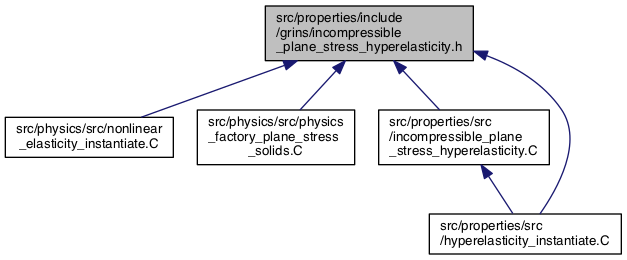 src/properties/include
/grins/incompressible
_plane_stress_hyperelasticity.h
src/physics/src/nonlinear
_elasticity_instantiate.C
src/physics/src/physics
_factory_plane_stress
_solids.C
src/properties/src
/incompressible_plane
_stress_hyperelasticity.C
src/properties/src
/hyperelasticity_instantiate.C